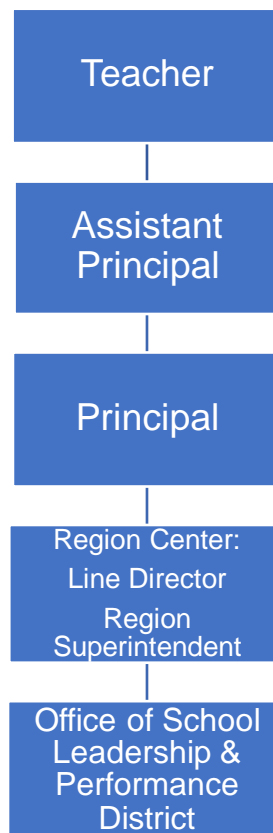 Teacher
Assistant
Principal
Principal
Region Center:
Line Director
Region
Superintendent
Office of School
Leadership &
Performance
District